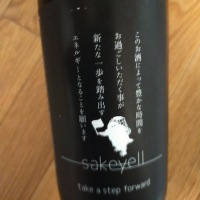 このお酒によって豊かな時間を
お過ごしいただく事が
新たな一歩を踏み出す
エネルギーとなることを願います
sakeyell
take a step forward